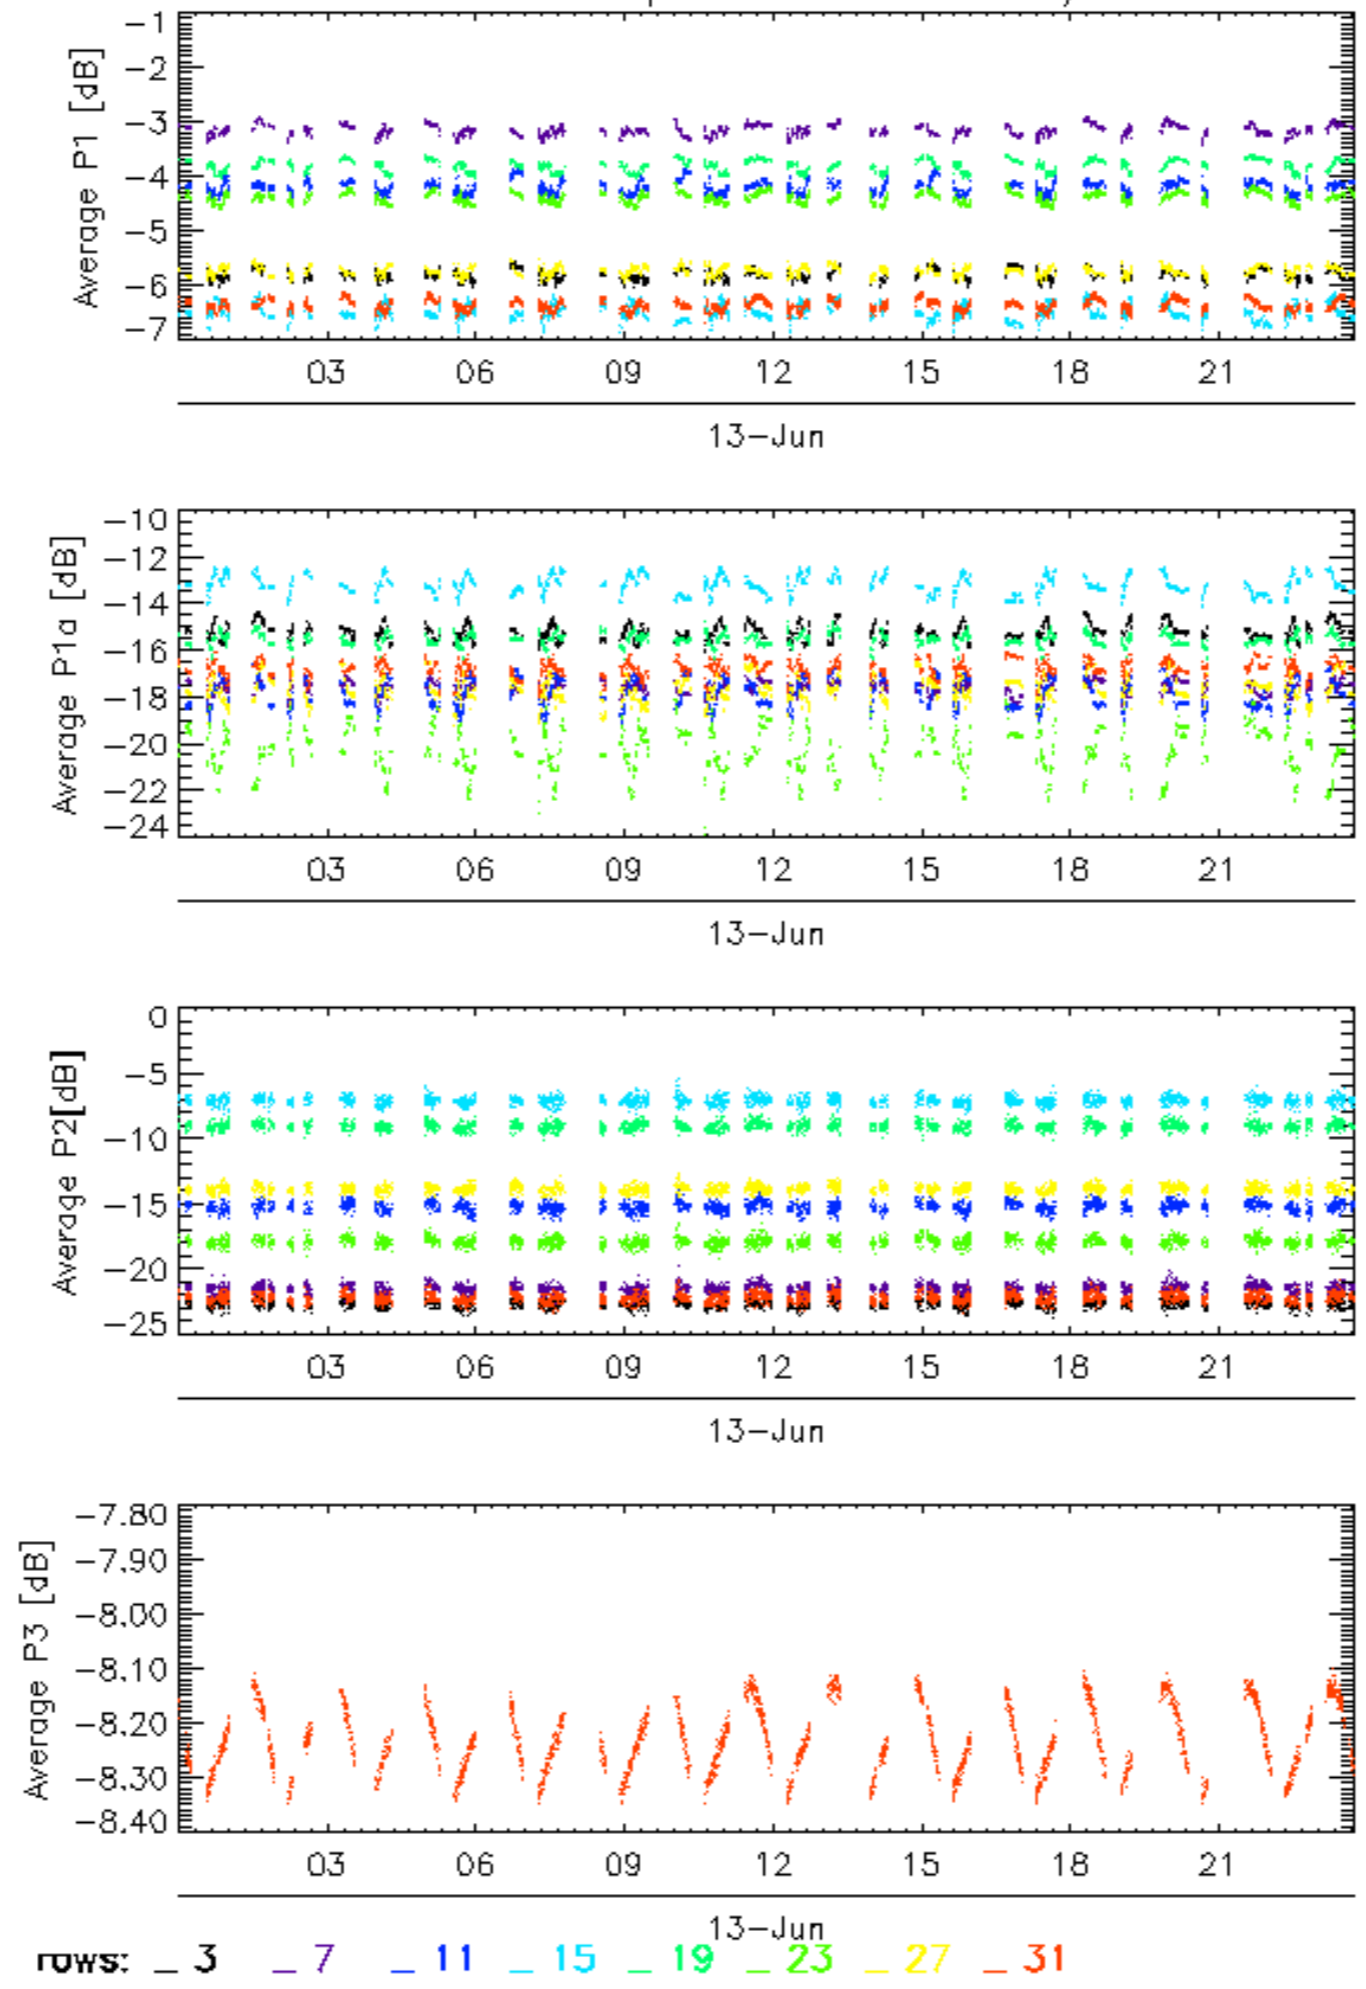 Average P1 [dB]
-1
-2
-3
-4
-5
-6
-7
03 06 09 12 15 18 21
13-Jun
Average P1a [dB]
-10
-12
-14
-16
-18
-20
-22
-24
03 06 09 12 15 18 21
13-Jun
Average P2[dB]
0
-5
-10
-15
-20
-25
03 06 09 12 15 18 21
13-Jun
Average P3 [dB]
-7.80
-7.90
-8.00
-8.10
-8.20
-8.30
-8.40
03 06 09 12 15 18 21
13-Jun
rows: _ 3 _ 7 _ 11 _ 15 _ 19 _ 23 _ 27 _ 31